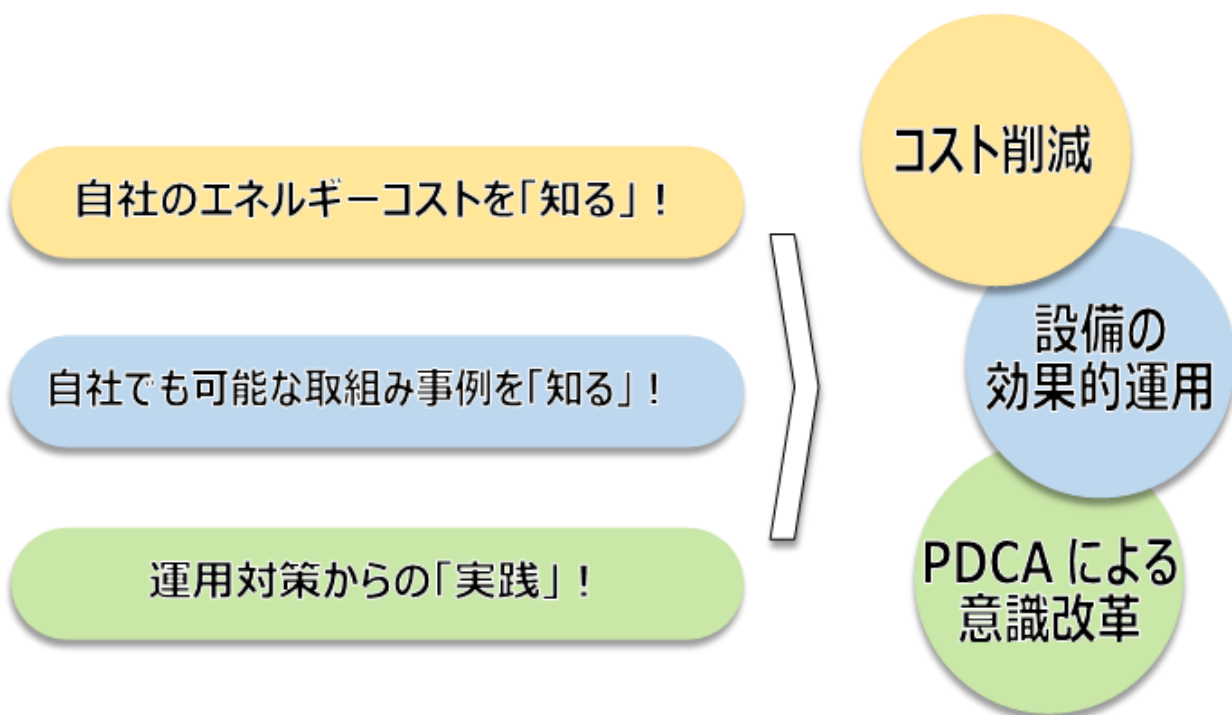 自社のエネルギーコストを「知る」！
自社でも可能な取組み事例を「知る」！
運用対策からの「実践」！
コスト削減
設備の
効果的運用
PDCA による
意識改革